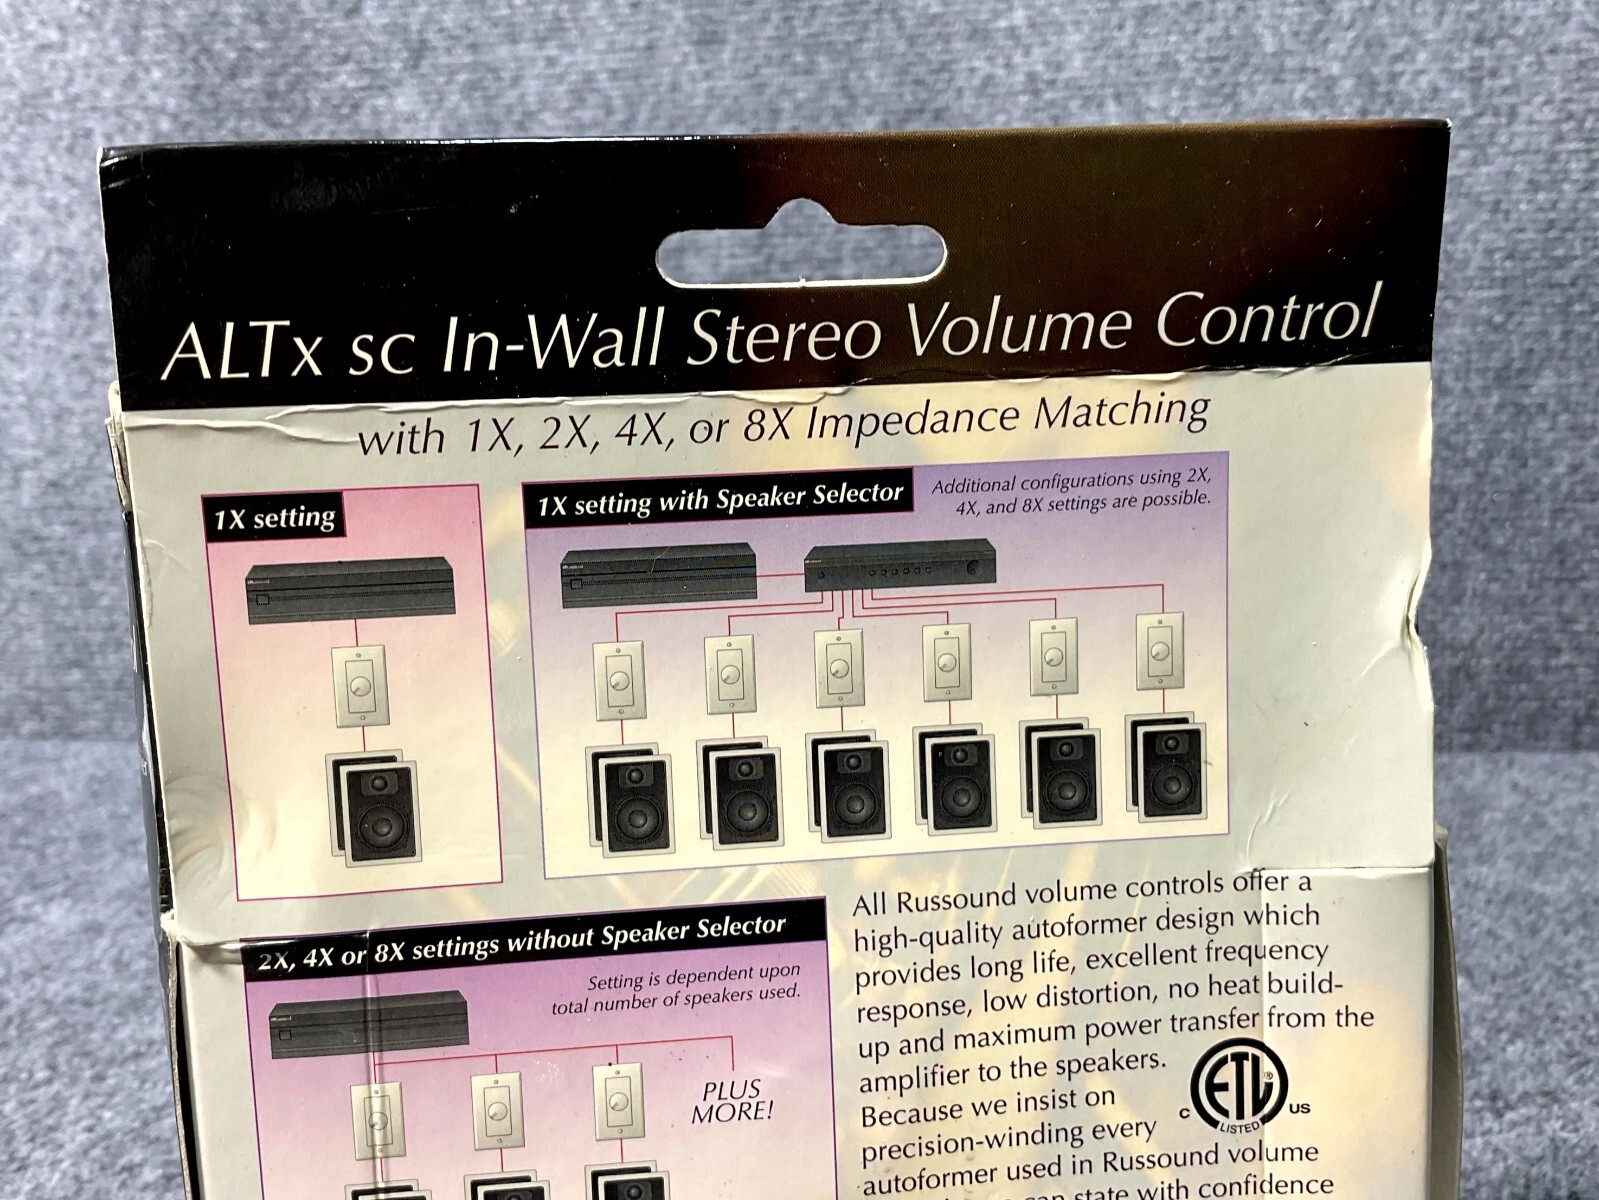 ALTx SC In-Wall Stereo Volume Control
with 1X, 2X, 4X, or 8X Impedance Matching
1X setting
1X setting with Speaker Selector
Additional configurations using 2X,
4X, and 8X settings are possible.
2X, 4X or 8X settings without Speaker Selector
Setting is dependent upon
total number of speakers used.
PLUS
MORE!
All Russound volume controls offer a
high-quality autoformer design which
provides long life, excellent frequency
response, low distortion, no heat build-
up and maximum power transfer from the
amplifier to the speakers.
Because we insist on
precision-winding every
autoformer used in Russound volume
can state with confidence
ETL®
C US
LISTED